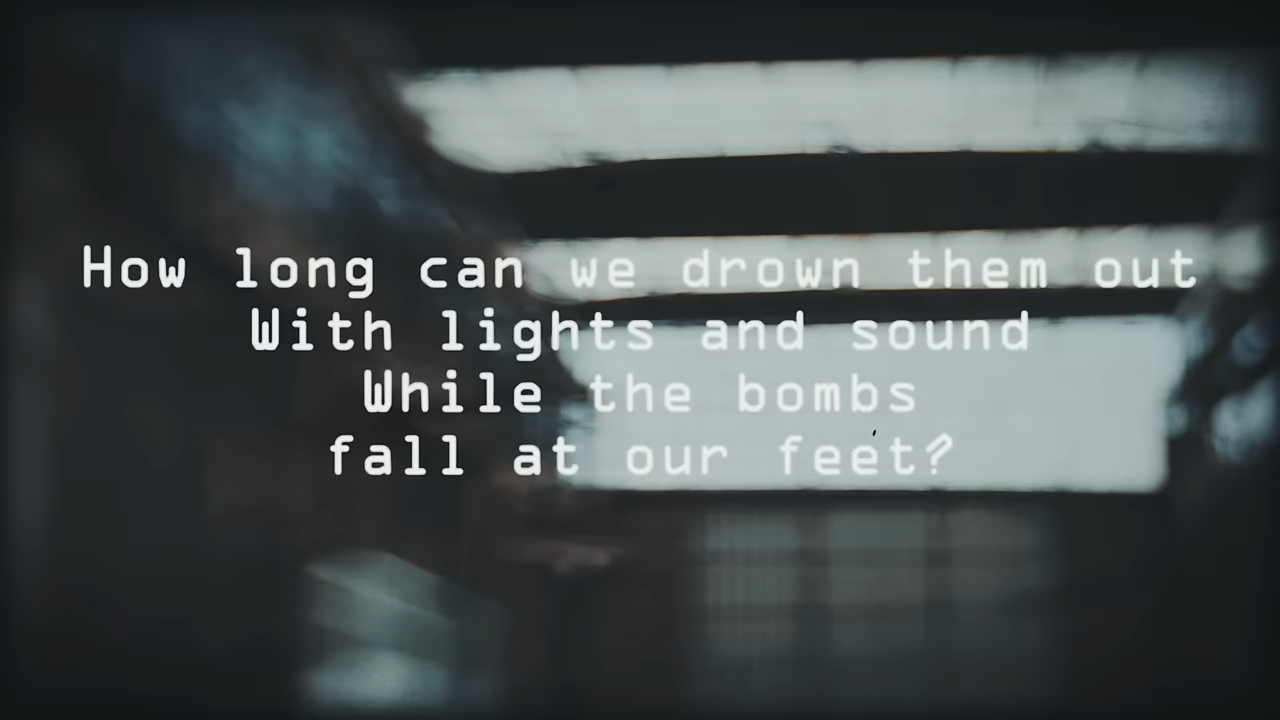 How long can we drown them out
With lights and sound
While the bombs
fall at our feet?